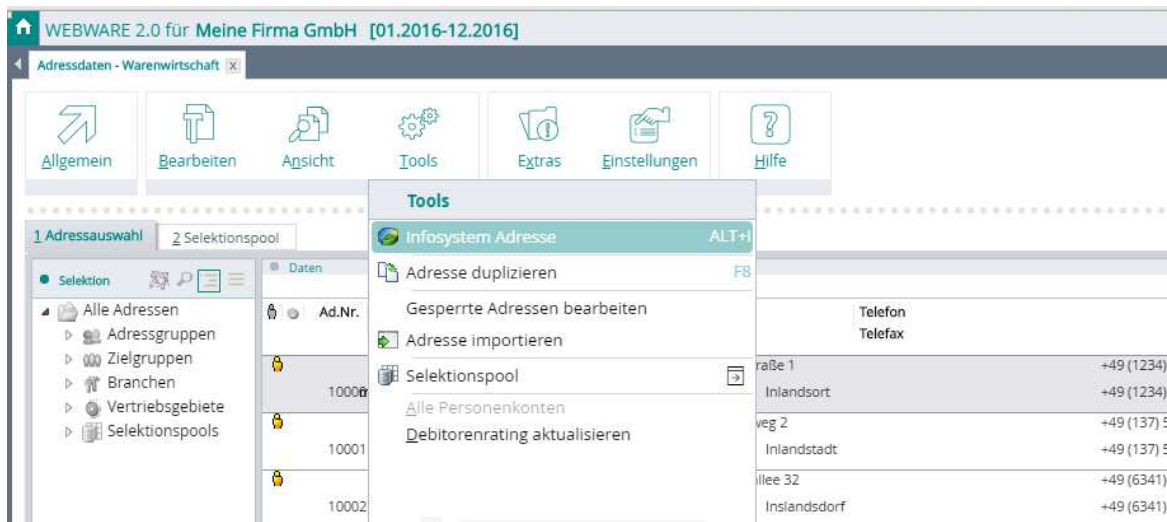 WEBWARE 2.0 für Meine Firma GmbH [01.2016-12.2016]
Adressdaten - Warenwirtschaft x
Allgemein Bearbeiten Ansicht Tools Extras Einstellungen Hilfe
Tools
1 Adressauswahl 2 Selektionspool
Infosystem Adresse ALT+I
Selektion
Daten
Adresse duplizieren F8
Alle Adressen
Ad.Nr.
Gesperrte Adressen bearbeiten
Telefon
Adressgruppen
Adresse importieren
Telefax
Zielgruppen
raße 1 +49 (1234)
Branchen
10000
Selektionspool
Inlandsort +49 (1234)
Vertriebsgebiete
Alle Personenkonten
weg 2 +49 (137) 5
Selektionspools
Debitorenrating aktualisieren
10001
Inlandstadt +49 (137) 5
llee 32 +49 (6341)
10002
Inslandsdorf +49 (6341)